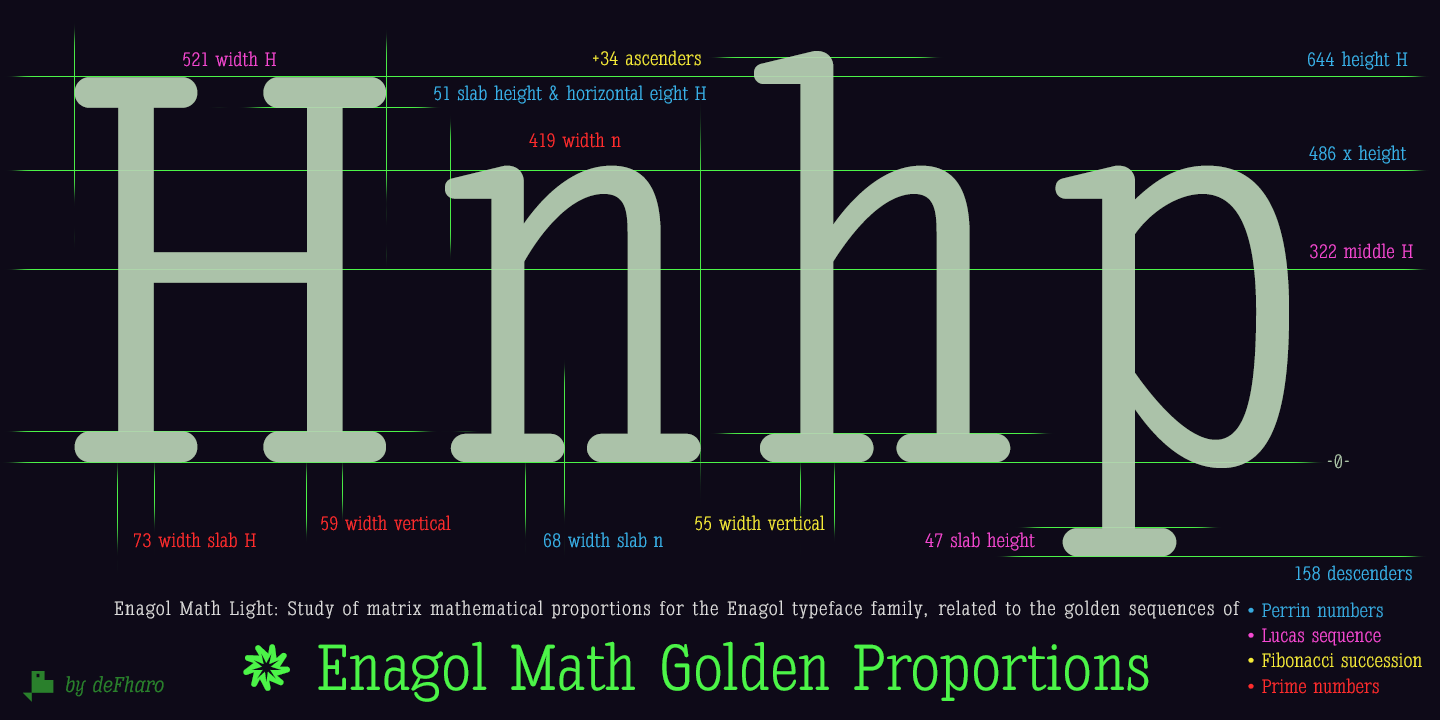 521 width H
+34 ascenders
644 height H
51 slab height & horizontal eight H
419 width n
486 x height
322 middle H
H n h p
-0-
59 width vertical
55 width vertical
73 width slab H
68 width slab n
47 slab height
158 descenders
Enagol Math Light: Study of matrix mathematical proportions for the Enagol typeface family, related to the golden sequences of
• Perrin numbers
• Lucas sequence
• Fibonacci succession
• Prime numbers
Enagol Math Golden Proportions
by deFharo